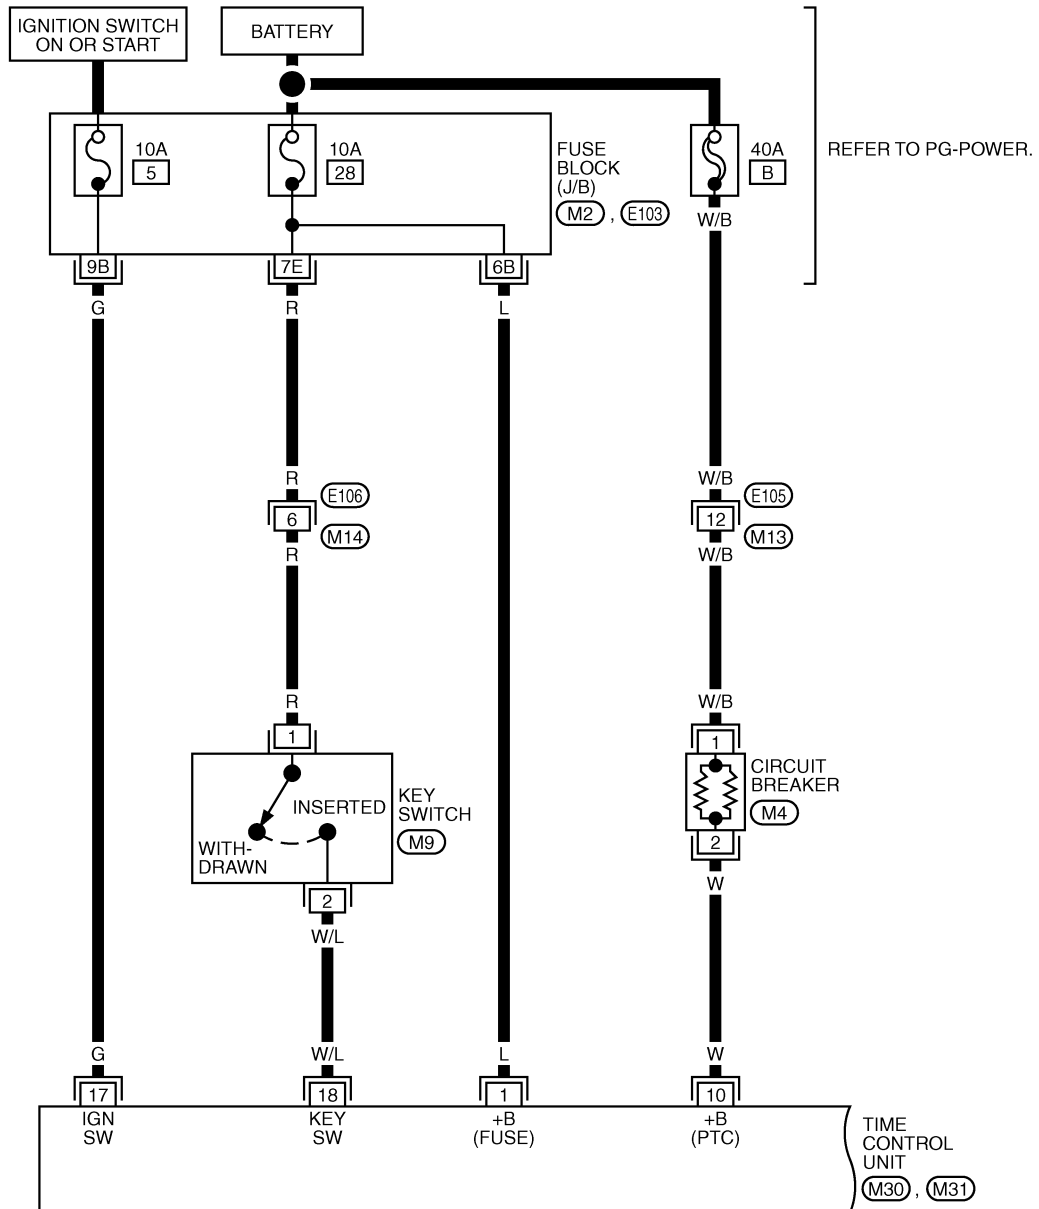 IGNITION SWITCH
ON OR START
BATTERY
10A
5
10A
28
FUSE
BLOCK
(J/B)
M2 , E103
40A
B
REFER TO PG-POWER.
W/B
9B
7E
6B
G
R
L
R
W/B
E106
E105
6
12
M14
M13
R
W/B
R
W/B
1
1
CIRCUIT
BREAKER
M4
INSERTED
KEY
SWITCH
M9
WITH-
DRAWN
2
2
W
W/L
G
W/L
L
W
17
18
1
10
IGN
SW
KEY
SW
+B
(FUSE)
+B
(PTC)
TIME
CONTROL
UNIT
M30 , M31